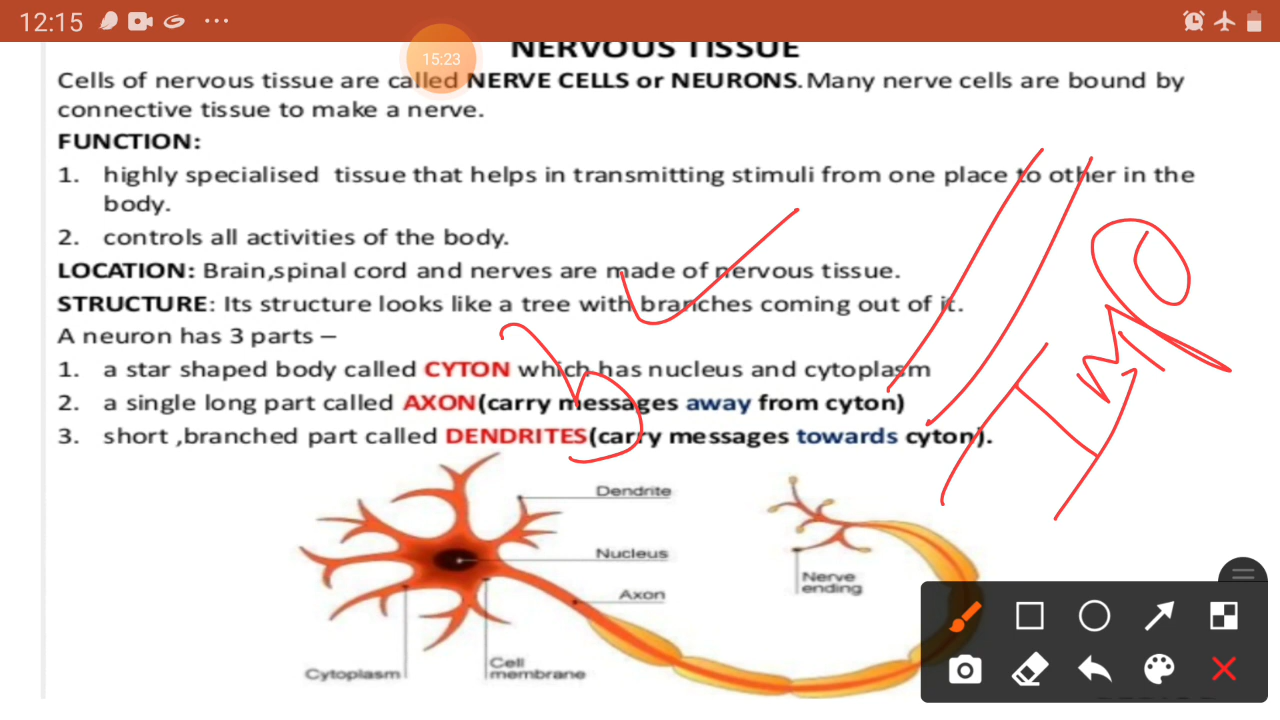 12:15
15:23
NERVOUS TISSUE
Cells of nervous tissue are called NERVE CELLS or NEURONS. Many nerve cells are bound by
connective tissue to make a nerve.
FUNCTION:
1. highly specialised tissue that helps in transmitting stimuli from one place to other in the
body.
2. controls all activities of the body.
LOCATION: Brain,spinal cord and nerves are made of nervous tissue.
STRUCTURE: Its structure looks like a tree with branches coming out of it.
A neuron has 3 parts –
1. a star shaped body called CYTON which has nucleus and cytoplasm
2. a single long part called AXON(carry messages away from cyton)
3. short ,branched part called DENDRITES(carry messages towards cyton).
IMP
Dendrite
Nucleus
Axon
Nerve
ending
Cytoplasm
Cell
membrane